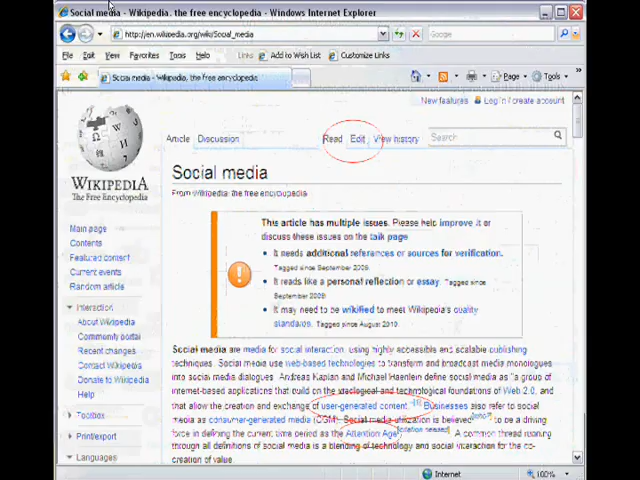 Social media - Wikipedia, the free encyclopedia - Windows Internet Explorer
http://en.wikipedia.org/wiki/Social_media
Google
File Edit View Favorites Tools Help Links Add to Wish List Customize Links
Social media - Wikipedia, the free encyclopedia
Page Tools
New features Log in / create account
Article Discussion Read Edit View history Search
WIKIPEDIA
The Free Encyclopedia
Main page
Contents
Featured content
Current events
Random article
Interaction
About Wikipedia
Community portal
Recent changes
Contact Wikipedia
Donate to Wikipedia
Help
Toolbox
Print/export
Languages
Social media
From Wikipedia, the free encyclopedia
This article has multiple issues. Please help improve it or
discuss these issues on the talk page.
• It needs additional references or sources for verification.
Tagged since September 2009.
• It reads like a personal reflection or essay. Tagged since
September 2009.
• It may need to be wikified to meet Wikipedia's quality
standards. Tagged since August 2010.
Social media are media for social interaction, using highly accessible and scalable publishing
techniques. Social media use web-based technologies to transform and broadcast media monologues
into social media dialogues. Andreas Kaplan and Michael Haenlein define social media as "a group of
Internet-based applications that build on the ideological and technological foundations of Web 2.0, and
that allow the creation and exchange of user-generated content."[1] Businesses also refer to social
media as consumer-generated media (CGM). Social media utilization is believed[who?] to be a driving
force in defining the current time period as the Attention Age[citation needed]. A common thread running
through all definitions of social media is a blending of technology and social interaction for the co-
creation of value.
Internet 100%